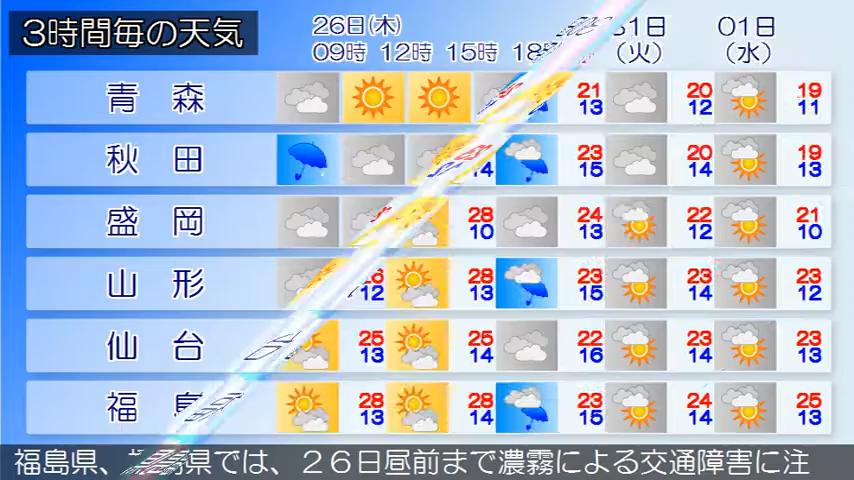 3時間毎の天気
26日(木) 31日 01日
09時 12時 15時 18時 (火) (水)
青森 21 13 20 12 19 11
秋田 14 23 15 20 14 19 13
盛岡 28 10 24 13 22 12 21 10
山形 26 12 28 13 23 15 23 14 23 12
仙台 25 13 25 14 22 16 23 14 23 13
福島 28 13 28 14 23 15 24 14 25 13
福島県、 県では、２６日昼前まで濃霧による交通障害に注